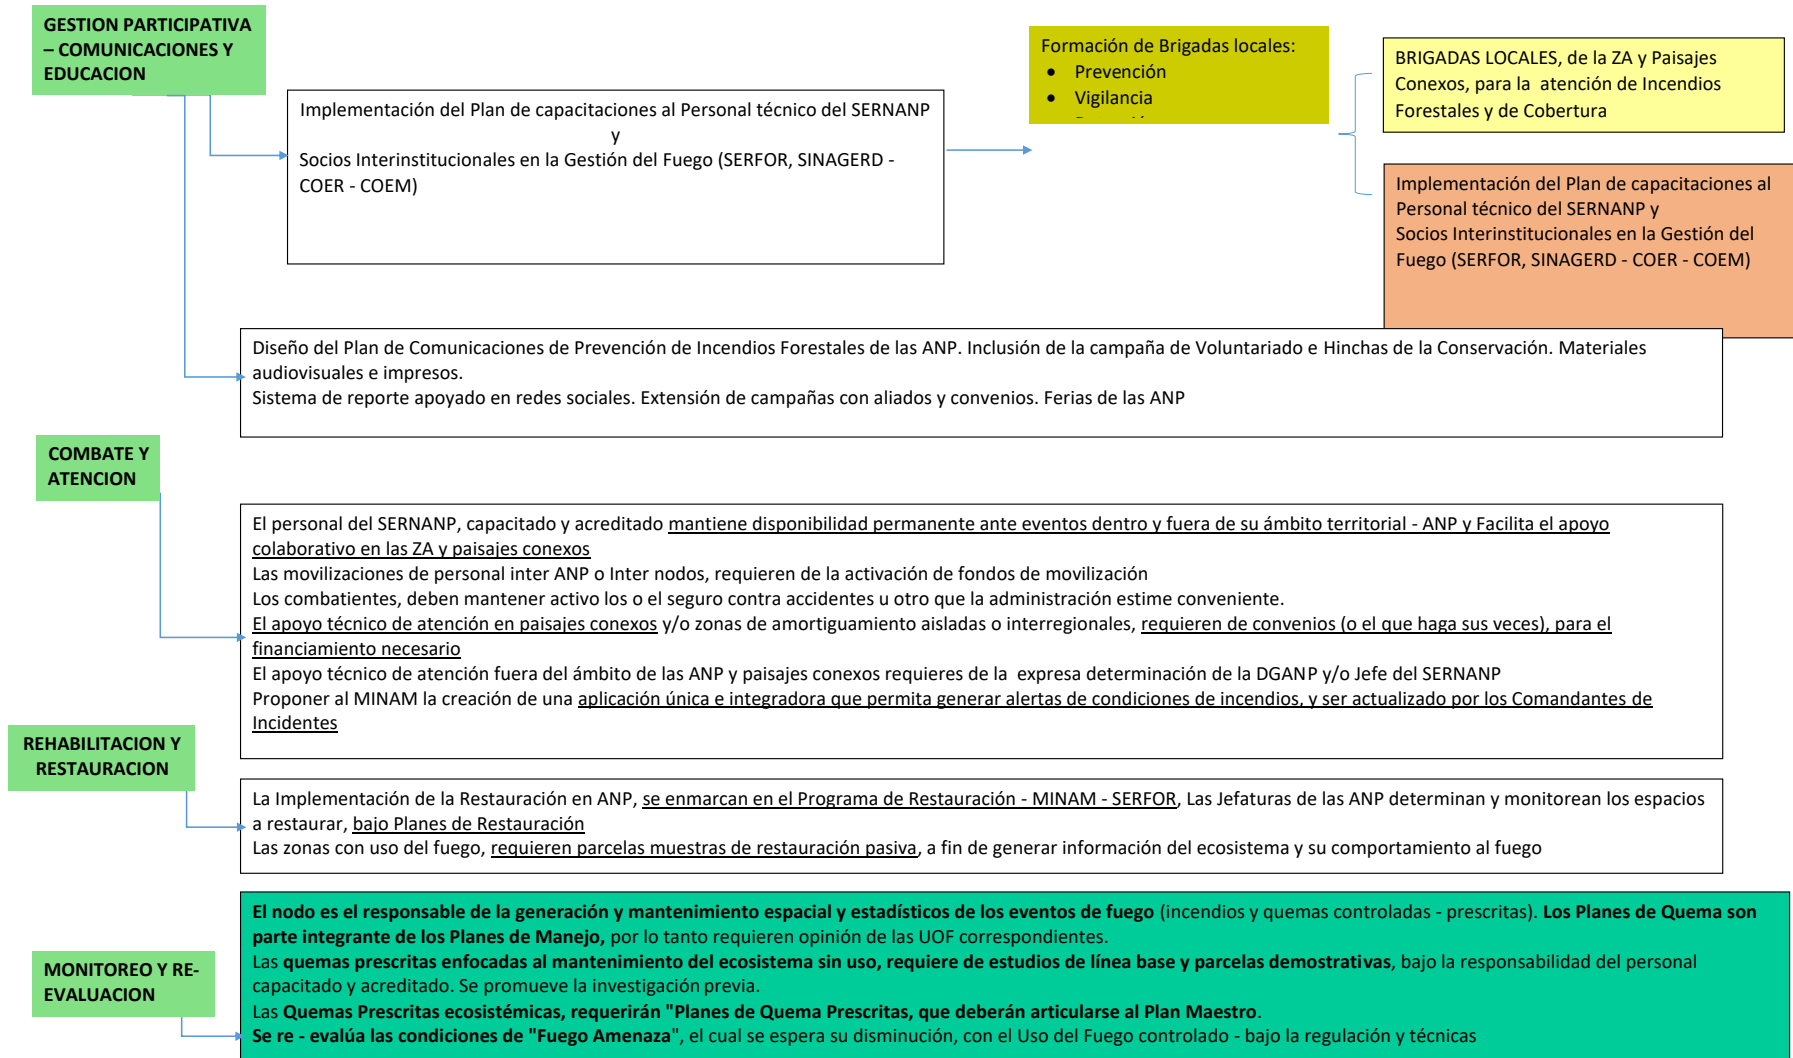 GESTION PARTICIPATIVA
– COMUNICACIONES Y
EDUCACION
Implementación del Plan de capacitaciones al Personal técnico del SERNANP
y
Socios Interinstitucionales en la Gestión del Fuego (SERFOR, SINAGERD -
COER - COEM)
Formación de Brigadas locales:
• Prevención
• Vigilancia
BRIGADAS LOCALES, de la ZA y Paisajes
Conexos, para la atención de Incendios
Forestales y de Cobertura
Implementación del Plan de capacitaciones al
Personal técnico del SERNANP y
Socios Interinstitucionales en la Gestión del
Fuego (SERFOR, SINAGERD - COER - COEM)
Diseño del Plan de Comunicaciones de Prevención de Incendios Forestales de las ANP. Inclusión de la campaña de Voluntariado e Hinchas de la Conservación. Materiales
audiovisuales e impresos.
Sistema de reporte apoyado en redes sociales. Extensión de campañas con aliados y convenios. Ferias de las ANP
COMBATE Y
ATENCION
El personal del SERNANP, capacitado y acreditado mantiene disponibilidad permanente ante eventos dentro y fuera de su ámbito territorial - ANP y Facilita el apoyo
colaborativo en las ZA y paisajes conexos
Las movilizaciones de personal inter ANP o Inter nodos, requieren de la activación de fondos de movilización
Los combatientes, deben mantener activo los o el seguro contra accidentes u otro que la administración estime conveniente.
El apoyo técnico de atención en paisajes conexos y/o zonas de amortiguamiento aisladas o interregionales, requieren de convenios (o el que haga sus veces), para el
financiamiento necesario
El apoyo técnico de atención fuera del ámbito de las ANP y paisajes conexos requieres de la expresa determinación de la DGANP y/o Jefe del SERNANP
Proponer al MINAM la creación de una aplicación única e integradora que permita generar alertas de condiciones de incendios, y ser actualizado por los Comandantes de
Incidentes
REHABILITACION Y
RESTAURACION
La Implementación de la Restauración en ANP, se enmarcan en el Programa de Restauración - MINAM - SERFOR, Las Jefaturas de las ANP determinan y monitorean los espacios
a restaurar, bajo Planes de Restauración
Las zonas con uso del fuego, requieren parcelas muestras de restauración pasiva, a fin de generar información del ecosistema y su comportamiento al fuego
MONITOREO Y RE-
EVALUACION
El nodo es el responsable de la generación y mantenimiento espacial y estadísticos de los eventos de fuego (incendios y quemas controladas - prescritas). Los Planes de Quema son
parte integrante de los Planes de Manejo, por lo tanto requieren opinión de las UOF correspondientes.
Las quemas prescritas enfocadas al mantenimiento del ecosistema sin uso, requiere de estudios de línea base y parcelas demostrativas, bajo la responsabilidad del personal
capacitado y acreditado. Se promueve la investigación previa.
Las Quemas Prescritas ecosistémicas, requerirán "Planes de Quema Prescritas, que deberán articularse al Plan Maestro.
Se re - evalúa las condiciones de "Fuego Amenaza", el cual se espera su disminución, con el Uso del Fuego controlado - bajo la regulación y técnicas